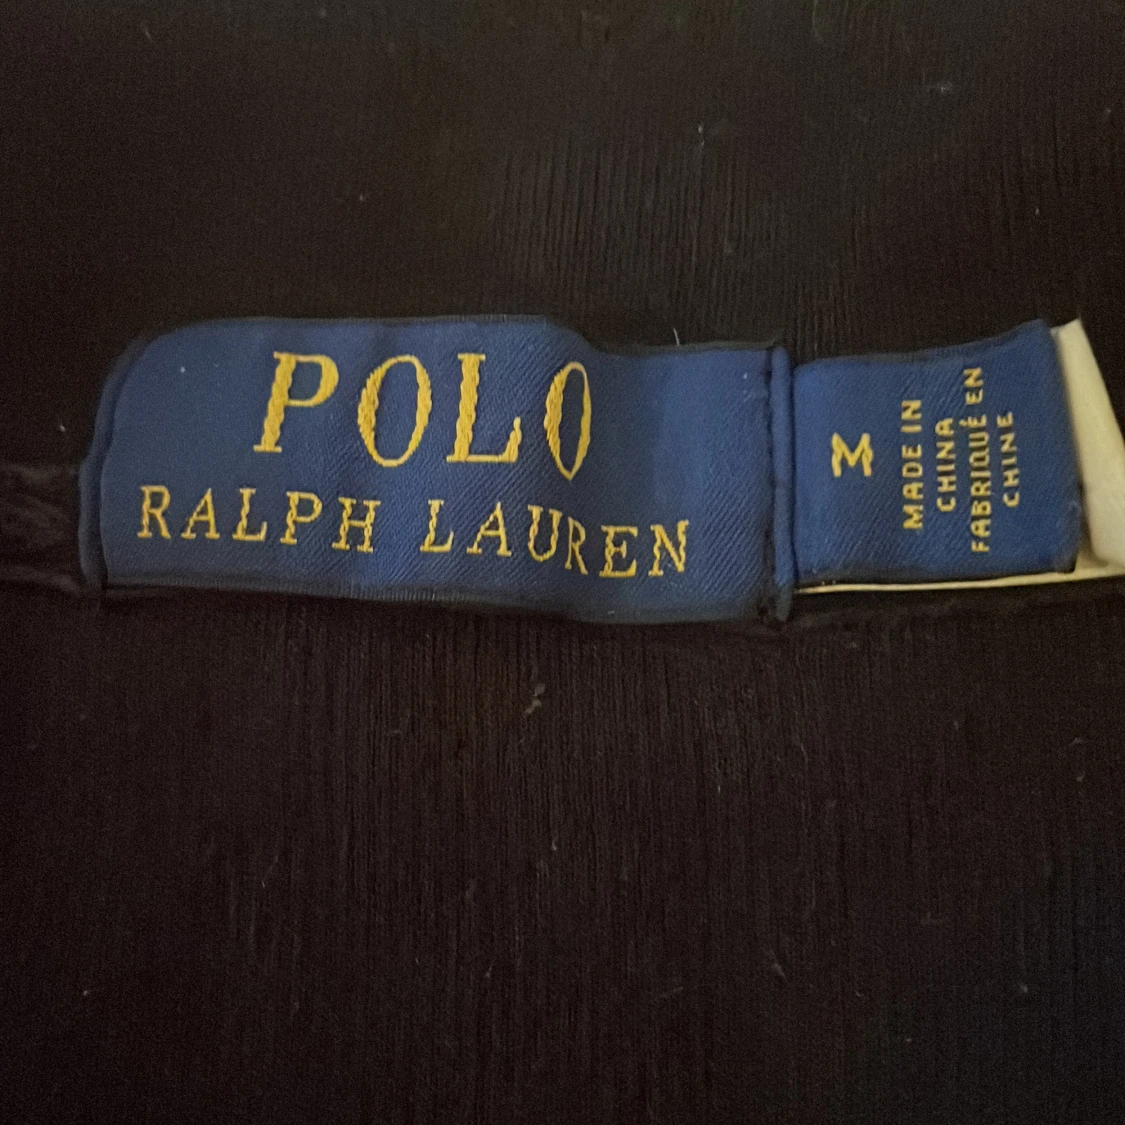 POLO
RALPH LAUREN
M
MADE IN
CHINA
FABRIQUÉ EN
CHINE